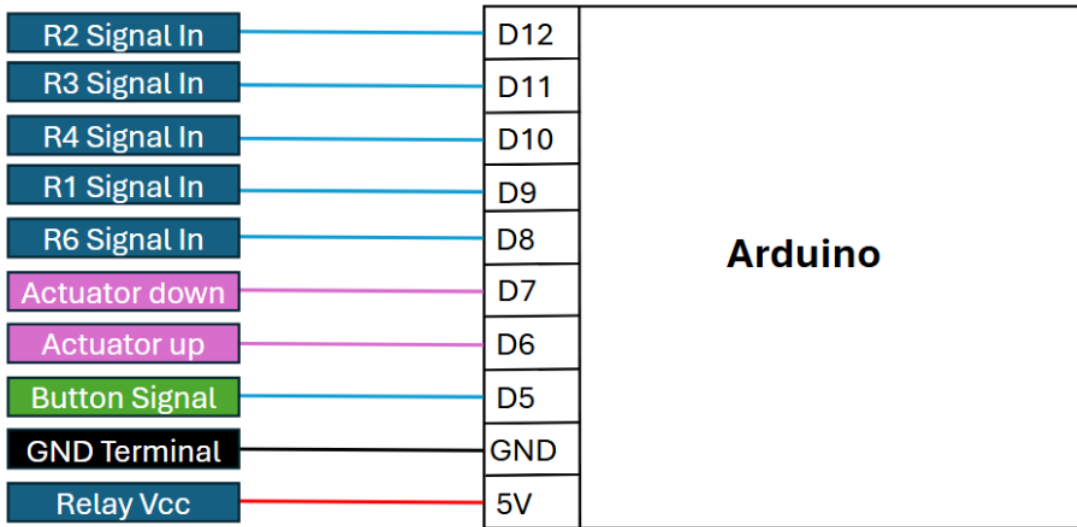 R2 Signal In D12
R3 Signal In D11
R4 Signal In D10
R1 Signal In D9
R6 Signal In D8
Actuator down D7
Arduino
Actuator up D6
Button Signal D5
GND Terminal GND
Relay Vcc 5V